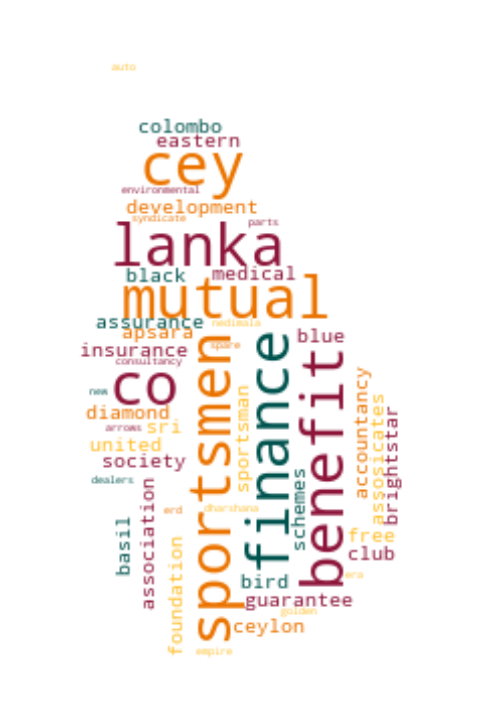 auto
colombo
eastern
cey
environmental
development
syndicate
parts
lanka
black
medical
mutual
assurance
nedimala
apsara
blue
spare
insurance
consultancy
co
new
diamond
arrows
sri
united
society
dealers
sportsmen
sportsman
finance
benefit
accountancy
assosicates
brightstar
schemes
association
erd
dharshana
basil
foundation
free
club
era
bird
guarantee
golden
ceylon
empire